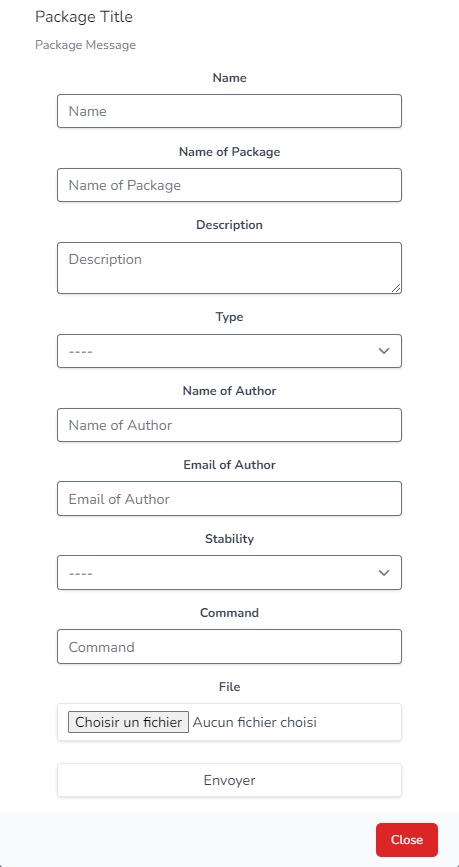 Package Title
Package Message
Name
Name
Name of Package
Name of Package
Description
Description
Type
----
Name of Author
Name of Author
Email of Author
Email of Author
Stability
----
Command
Command
File
Choisir un fichier Aucun fichier choisi
Envoyer
Close